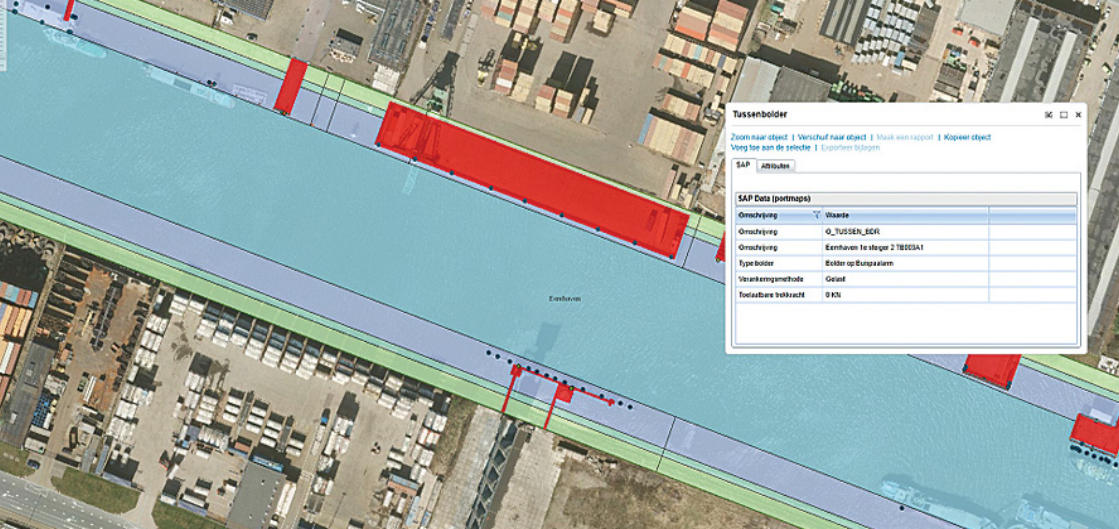 Tussenbolder
Zoom naar object | Verschuif naar object | Maak een rapport | Kopieer object
Voeg toe aan de selectie | Exporteer bijlagen
SAP Attributen
SAP Data (portmaps)
Omschrijving Waarde
Omschrijving O_TUSSEN_BDR
Omschrijving Eemhaven 1e steiger 2 TB003A1
Type bolder Bolder op Buispaalarm
Verankeringsmethode Gelast
Toelaatbare trekkracht 0 KN
Eemhaven